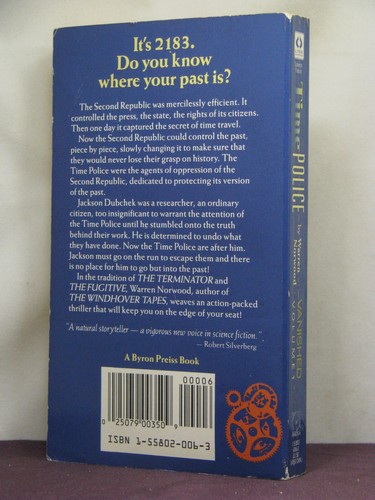 It's 2183.
Do you know
where your past is?
The Second Republic was mercilessly efficient. It
controlled the press, the state, the rights of its citizens.
Then one day it captured the secret of time travel.
Now the Second Republic could control the past,
piece by piece, slowly changing it to make sure that
they would never lose their grasp on history. The
Time Police were the agents of oppression of the
Second Republic, dedicated to protecting its version
of the past.
Jackson Dubchek was a researcher, an ordinary
citizen, too insignificant to warrant the attention of
the Time Police until he stumbled onto the truth
behind their work. He is determined to undo what
they have done. Now the Time Police are after him.
Jackson must go on the run to escape them and there
is no place for him to go but into the past!
In the tradition of THE TERMINATOR and
THE FUGITIVE, Warren Norwood, author of
THE WINDHOVER TAPES, weaves an action-packed
thriller that will keep you on the edge of your seat!
"A natural storyteller — a vigorous new voice in science fiction."
— Robert Silverberg
A Byron Preiss Book
00006
0 25079 00350 9
ISBN 1-55802-006-3
TIME POLICE
by Warren
Norwood
VANISHED
VOLUME 1